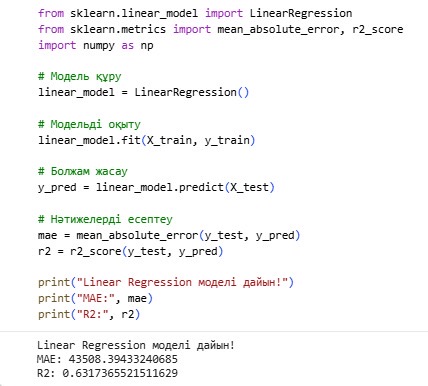 from sklearn.linear_model import LinearRegression
from sklearn.metrics import mean_absolute_error, r2_score
import numpy as np
# Модель құру
linear_model = LinearRegression()
# Модельді оқыту
linear_model.fit(X_train, y_train)
# Болжам жасау
y_pred = linear_model.predict(X_test)
# Нәтижелерді есептеу
mae = mean_absolute_error(y_test, y_pred)
r2 = r2_score(y_test, y_pred)
print("Linear Regression моделі дайын!")
print("MAE:", mae)
print("R2:", r2)
Linear Regression моделі дайын!
MAE: 43508.39433240685
R2: 0.6317365521511629